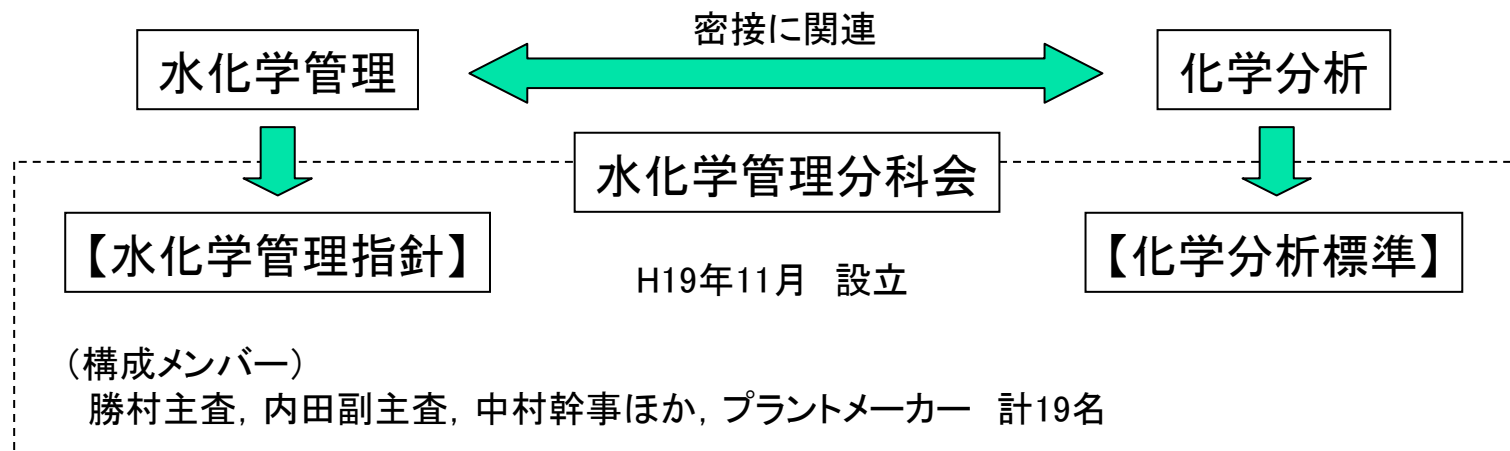 密接に関連
水化学管理
化学分析
水化学管理分科会
【水化学管理指針】
【化学分析標準】
H19年11月　設立
（構成メンバー）
勝村主査，内田副主査，中村幹事ほか，プラントメーカー　計19名